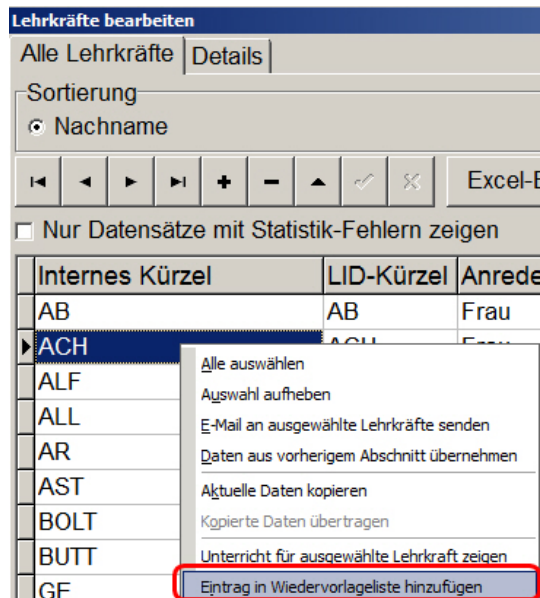 Lehrkräfte bearbeiten
Alle Lehrkräfte Details
Sortierung
Nachname
Excel-E
Nur Datensätze mit Statistik-Fehlern zeigen
Internes Kürzel LID-Kürzel Anrede
AB AB Frau
ACH ACH Frau
ALF
ALL
AR
AST
BOLT
BUTT
GE
Alle auswählen
Auswahl aufheben
E-Mail an ausgewählte Lehrkräfte senden
Daten aus vorherigem Abschnitt übernehmen
Aktuelle Daten kopieren
Kopierte Daten übertragen
Unterricht für ausgewählte Lehrkraft zeigen
Eintrag in Wiedervorlageliste hinzufügen